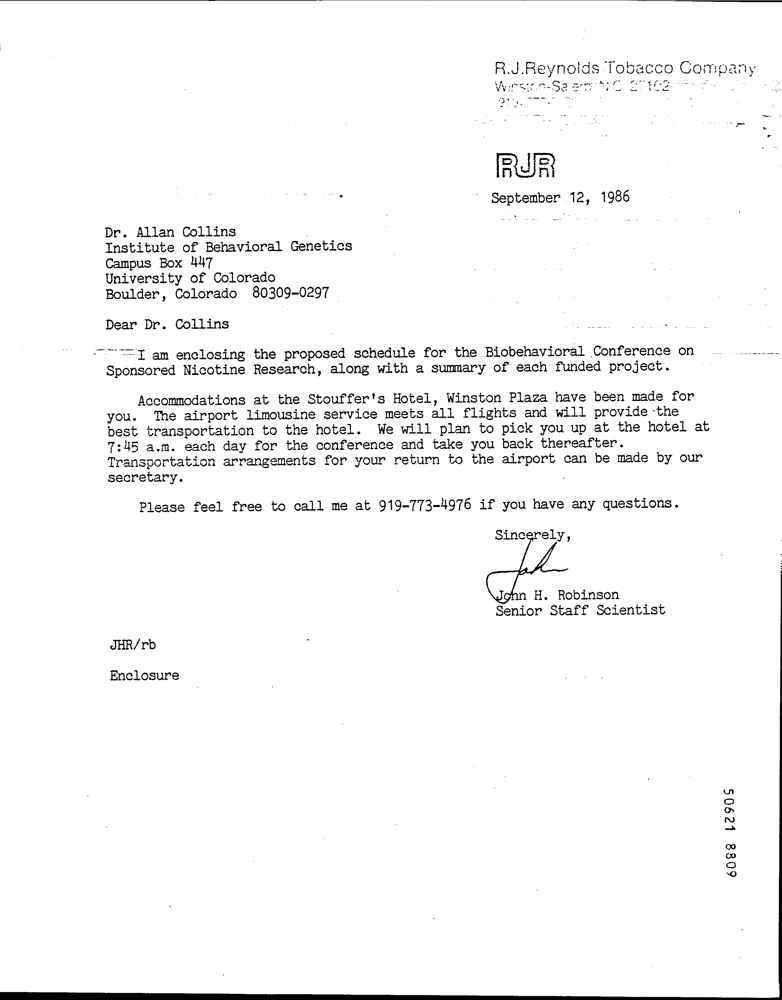 R.J.Reynolds Tobacco Company
Winston-Salem N C 27102
RJR
September 12, 1986
Dr. Allan Collins
Institute of Behavioral Genetics
Campus Box 447
University of Colorado
Boulder, Colorado 80309-0297
Dear Dr. Collins
I am enclosing the proposed schedule for the Biobehavioral Conference on
Sponsored Nicotine Research, along with a summary of each funded project.
Accommodations at the Stouffer's Hotel, Winston Plaza have been made for
you. The airport limousine service meets all flights and will provide the
best transportation to the hotel. We will plan to pick you up at the hotel at
7:45 a.m. each day for the conference and take you back thereafter.
Transportation arrangements for your return to the airport can be made by our
secretary.
Please feel free to call me at 919-773-4976 if you have any questions.
Sincerely,
John H. Robinson
Senior Staff Scientist
JHR/rb
Enclosure
50621 8809